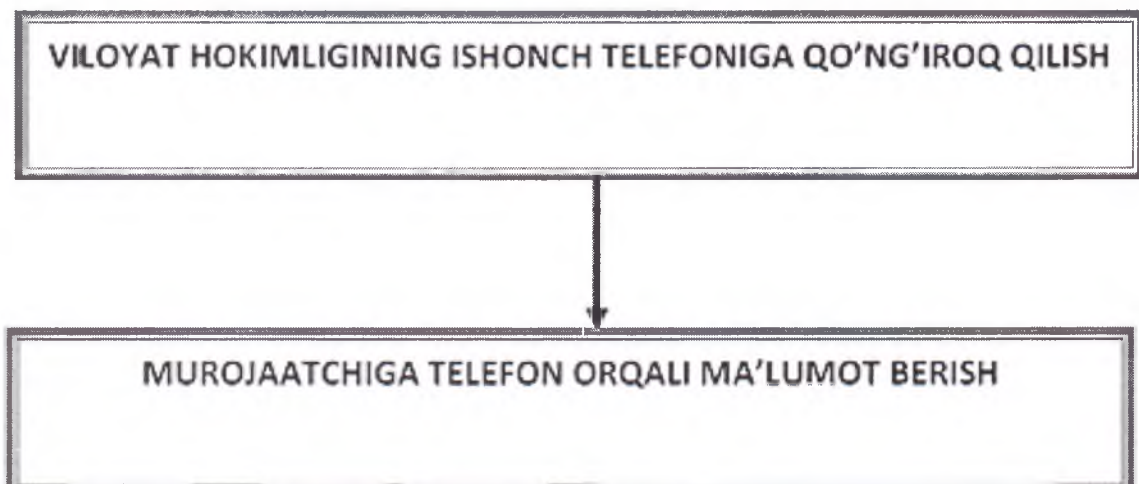 VILOYAT HOKIMLIGINING ISHONCH TELEFONIGA QO'NG'IROQ QILISH
MUROJAATCHIGA TELEFON ORQALI MA'LUMOT BERISH